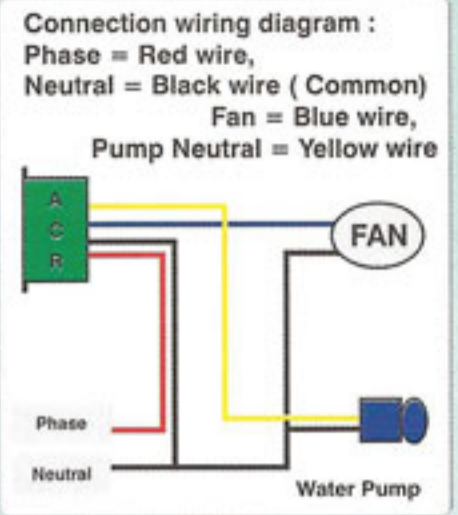 Connection wiring diagram :
Phase = Red wire,
Neutral = Black wire ( Common)
Fan = Blue wire,
Pump Neutral = Yellow wire
A
C
R
FAN
Phase
Neutral
Water Pump